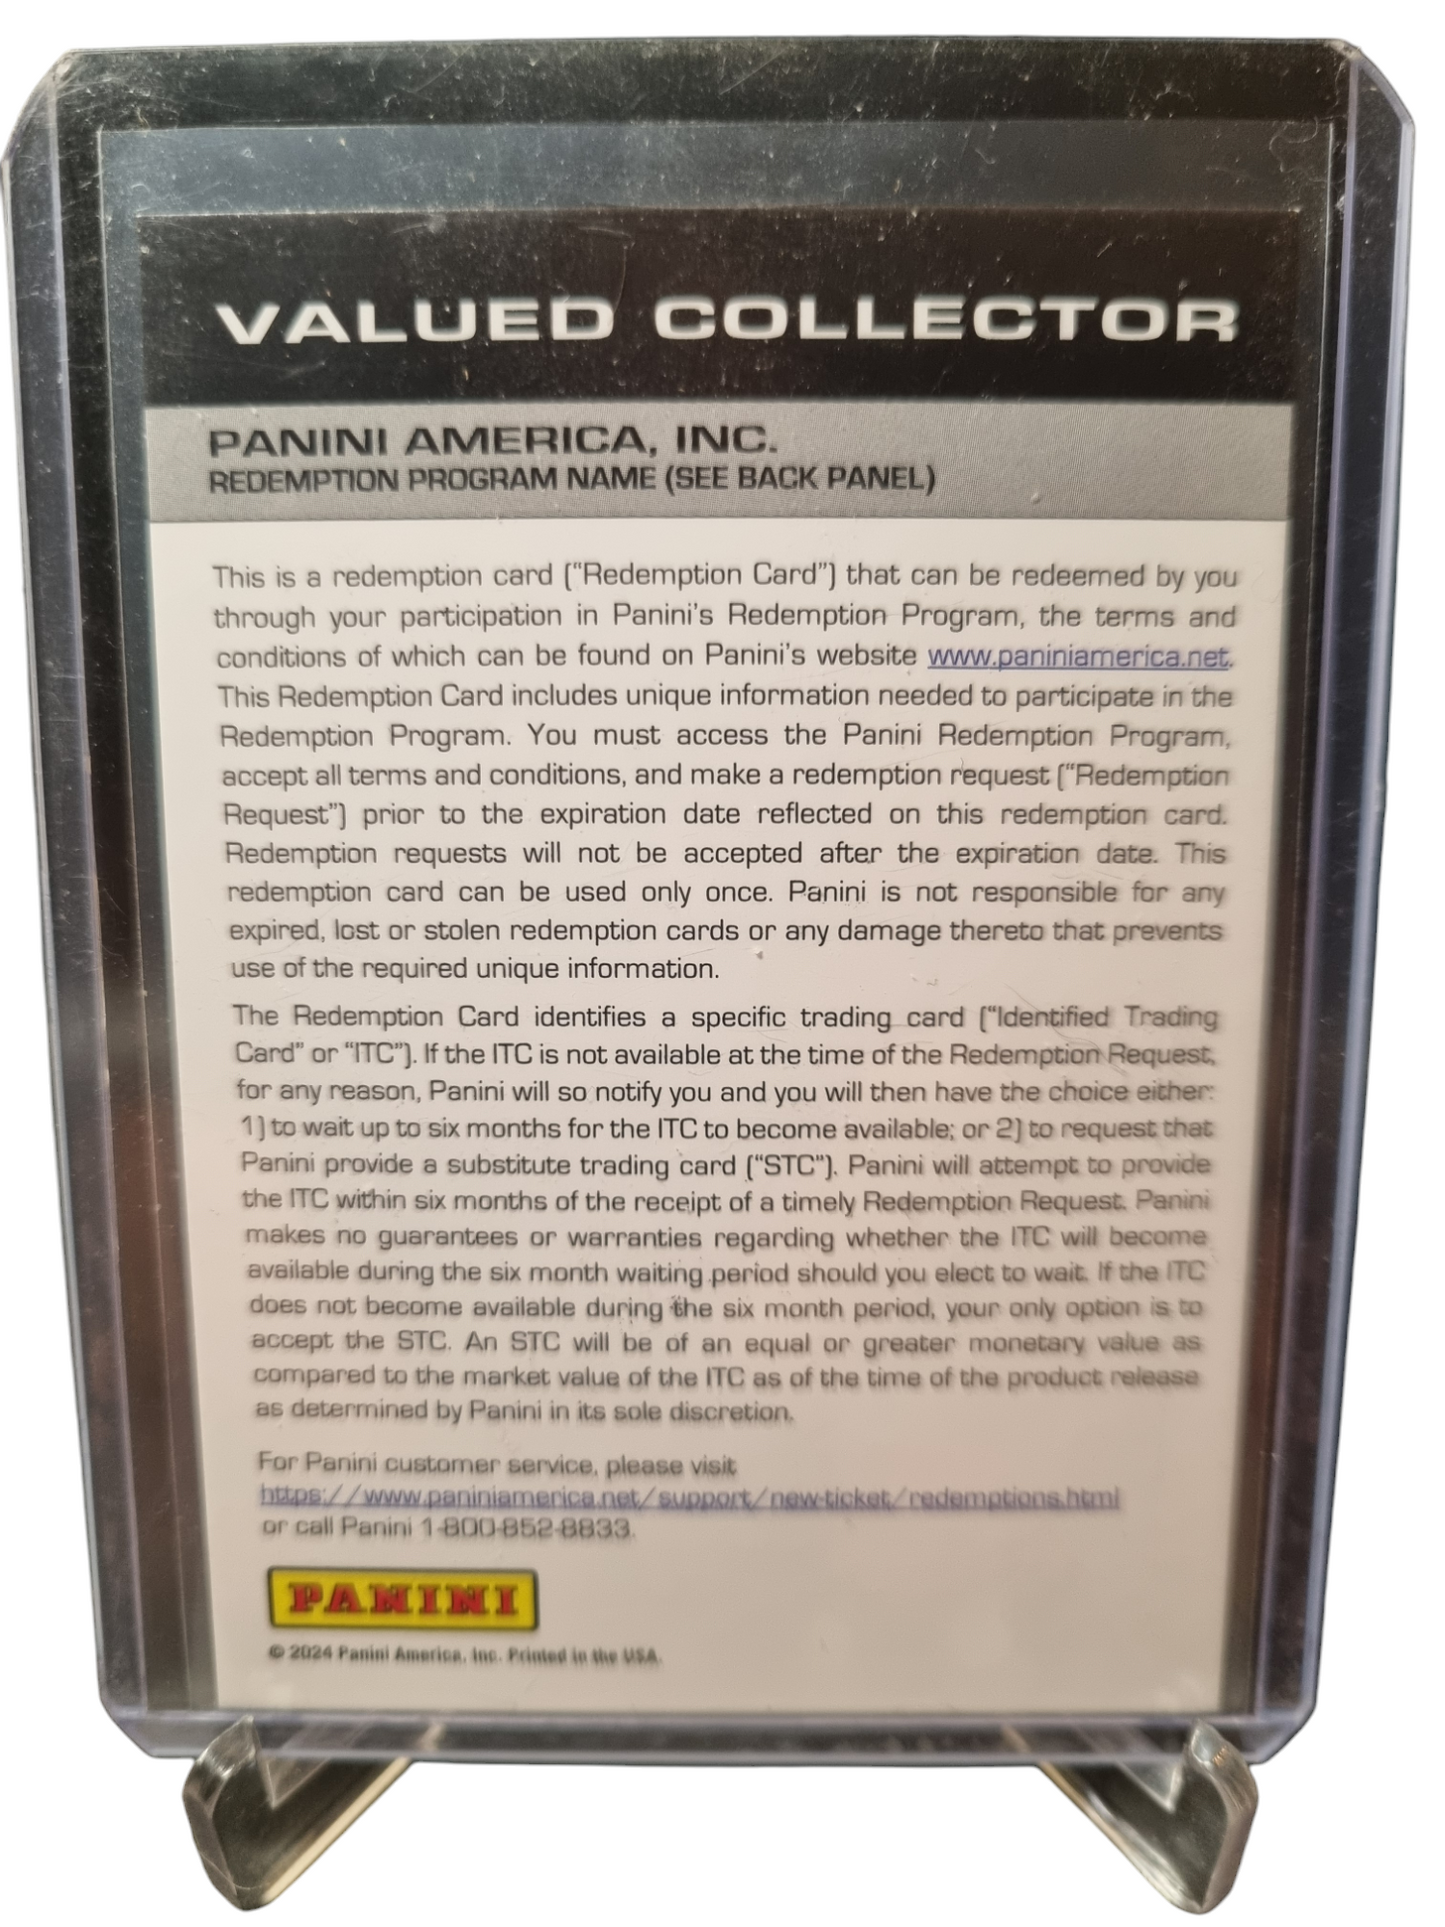 VALUED COLLECTOR
PANINI AMERICA, INC.
REDEMPTION PROGRAM NAME (SEE BACK PANEL)
This is a redemption card (“Redemption Card”) that can be redeemed by you
through your participation in Panini’s Redemption Program, the terms and
conditions of which can be found on Panini’s website www.paniniamerica.net.
This Redemption Card includes unique information needed to participate in the
Redemption Program. You must access the Panini Redemption Program,
accept all terms and conditions, and make a redemption request (“Redemption
Request”) prior to the expiration date reflected on this redemption card.
Redemption requests will not be accepted after the expiration date. This
redemption card can be used only once. Panini is not responsible for any
expired, lost or stolen redemption cards or any damage thereto that prevents
use of the required unique information.
The Redemption Card identifies a specific trading card (“Identified Trading
Card” or “ITC”). If the ITC is not available at the time of the Redemption Request,
for any reason, Panini will so notify you and you will then have the choice either:
1) to wait up to six months for the ITC to become available; or 2) to request that
Panini provide a substitute trading card (“STC”). Panini will attempt to provide
the ITC within six months of the receipt of a timely Redemption Request. Panini
makes no guarantees or warranties regarding whether the ITC will become
available during the six month waiting period should you elect to wait. If the ITC
does not become available during the six month period, your only option is to
accept the STC. An STC will be of an equal or greater monetary value as
compared to the market value of the ITC as of the time of the product release
as determined by Panini in its sole discretion.
For Panini customer service, please visit
https://www.paniniamerica.net/support/new-ticket/redemptions.html
or call Panini 1-800-852-8833.
PANINI
© 2024 Panini America, Inc. Printed in the USA.